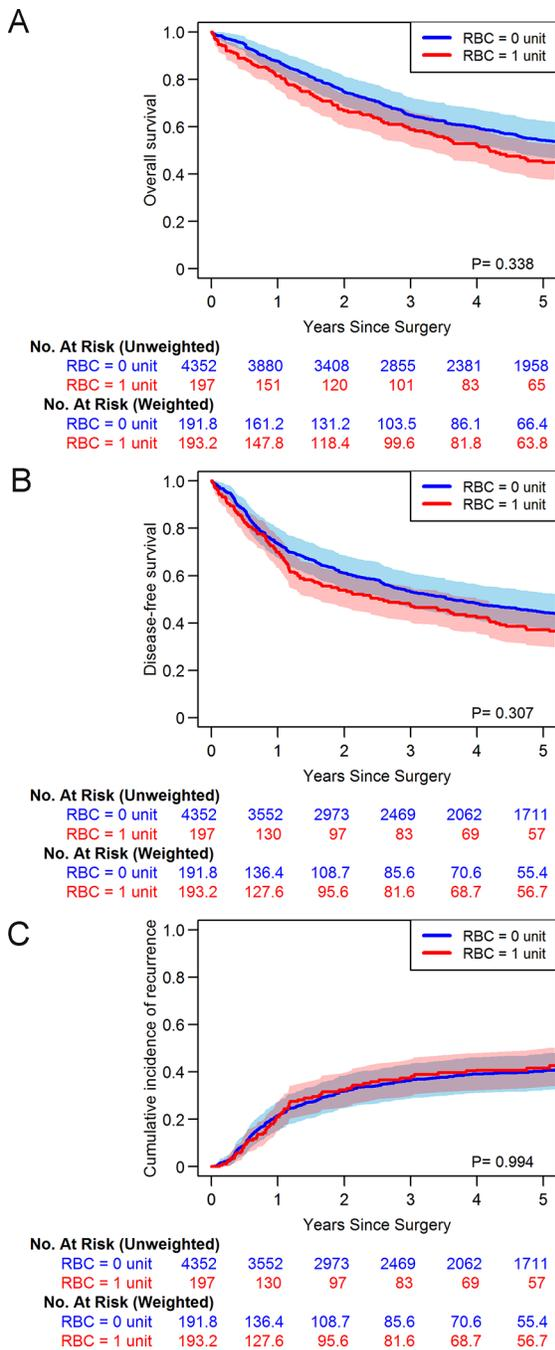 A
Overall survival
1.0
0.8
0.6
0.4
0.2
0
RBC = 0 unit
RBC = 1 unit
P= 0.338
0 1 2 3 4 5
Years Since Surgery
No. At Risk (Unweighted)
RBC = 0 unit 4352 3880 3408 2855 2381 1958
RBC = 1 unit 197 151 120 101 83 65
No. At Risk (Weighted)
RBC = 0 unit 191.8 161.2 131.2 103.5 86.1 66.4
RBC = 1 unit 193.2 147.8 118.4 99.6 81.8 63.8
B
Disease-free survival
1.0
0.8
0.6
0.4
0.2
0
RBC = 0 unit
RBC = 1 unit
P= 0.307
0 1 2 3 4 5
Years Since Surgery
No. At Risk (Unweighted)
RBC = 0 unit 4352 3552 2973 2469 2062 1711
RBC = 1 unit 197 130 97 83 69 57
No. At Risk (Weighted)
RBC = 0 unit 191.8 136.4 108.7 85.6 70.6 55.4
RBC = 1 unit 193.2 127.6 95.6 81.6 68.7 56.7
C
Cumulative incidence of recurrence
1.0
0.8
0.6
0.4
0.2
0
RBC = 0 unit
RBC = 1 unit
P= 0.994
0 1 2 3 4 5
Years Since Surgery
No. At Risk (Unweighted)
RBC = 0 unit 4352 3552 2973 2469 2062 1711
RBC = 1 unit 197 130 97 83 69 57
No. At Risk (Weighted)
RBC = 0 unit 191.8 136.4 108.7 85.6 70.6 55.4
RBC = 1 unit 193.2 127.6 95.6 81.6 68.7 56.7